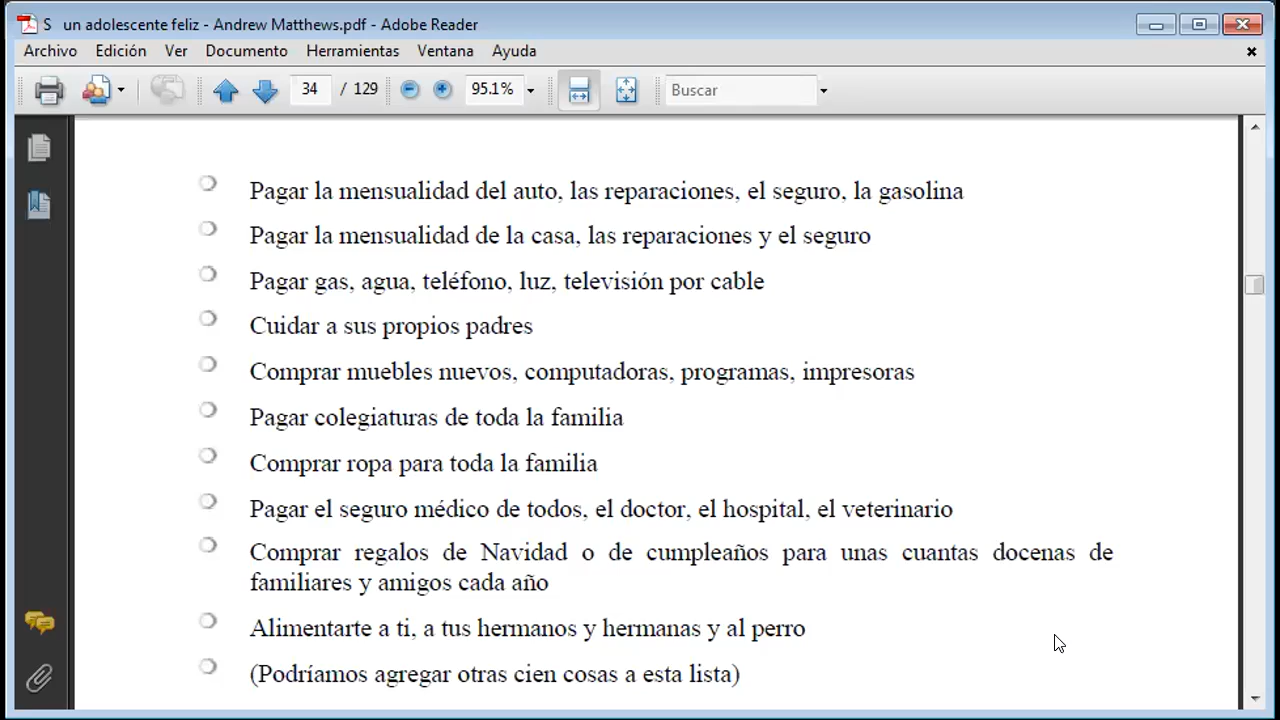 S un adolescente feliz - Andrew Matthews.pdf - Adobe Reader
Archivo Edición Ver Documento Herramientas Ventana Ayuda
34 / 129 95.1% Buscar
Pagar la mensualidad del auto, las reparaciones, el seguro, la gasolina
Pagar la mensualidad de la casa, las reparaciones y el seguro
Pagar gas, agua, teléfono, luz, televisión por cable
Cuidar a sus propios padres
Comprar muebles nuevos, computadoras, programas, impresoras
Pagar colegiaturas de toda la familia
Comprar ropa para toda la familia
Pagar el seguro médico de todos, el doctor, el hospital, el veterinario
Comprar regalos de Navidad o de cumpleaños para unas cuantas docenas de
familiares y amigos cada año
Alimentarte a ti, a tus hermanos y hermanas y al perro
(Podríamos agregar otras cien cosas a esta lista)